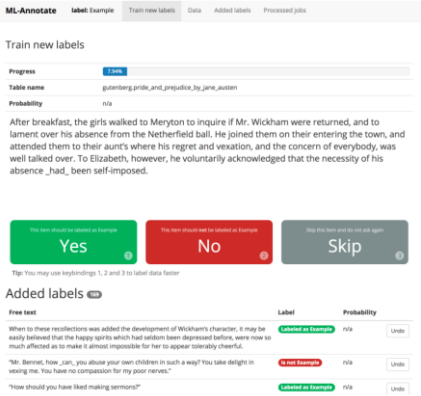 ML-Annotate label: Example Train new labels Data Added labels Processed jobs
Train new labels
Progress 7.94%
Table name gutenberg.pride_and_prejudice_by_jane_austen
Probability n/a
After breakfast, the girls walked to Meryton to inquire if Mr. Wickham were returned, and to
lament over his absence from the Netherfield ball. He joined them on their entering the town, and
attended them to their aunt's where his regret and vexation, and the concern of everybody, was
well talked over. To Elizabeth, however, he voluntarily acknowledged that the necessity of his
absence _had_ been self-imposed.
This item should be labeled as Example
Yes
1
This item should not be labeled as Example
No
2
Skip this item and do not ask again
Skip
3
Tip: You may use keybindings 1, 2 and 3 to label data faster
Added labels 169
Free text Label Probability
When to these recollections was added the development of Wickham's character, it may be
easily believed that the happy spirits which had seldom been depressed before, were now so
much affected as to make it almost impossible for her to appear tolerably cheerful.
Labeled as Example n/a Undo
"Mr. Bennet, how _can_ you abuse your own children in such a way? You take delight in
vexing me. You have no compassion for my poor nerves."
Is not Example n/a Undo
"How should you have liked making sermons?" Labeled as Example n/a Undo